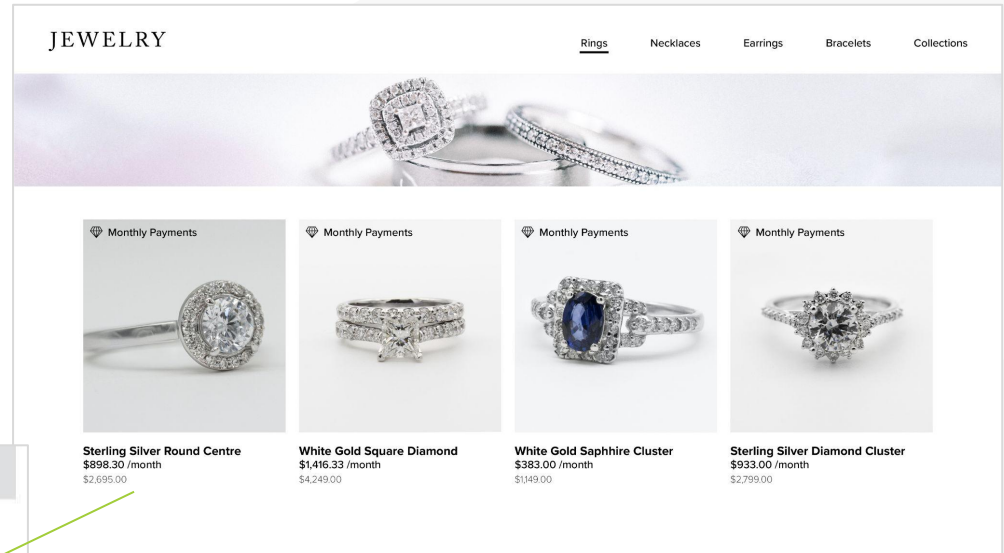 JEWELRY
Rings Necklaces Earrings Bracelets Collections
Monthly Payments
Monthly Payments
Monthly Payments
Monthly Payments
Sterling Silver Round Centre
$898.30 /month
$2,695.00
White Gold Square Diamond
$1,416.33 /month
$4,249.00
White Gold Saphhire Cluster
$383.00 /month
$1,149.00
Sterling Silver Diamond Cluster
$933.00 /month
$2,799.00